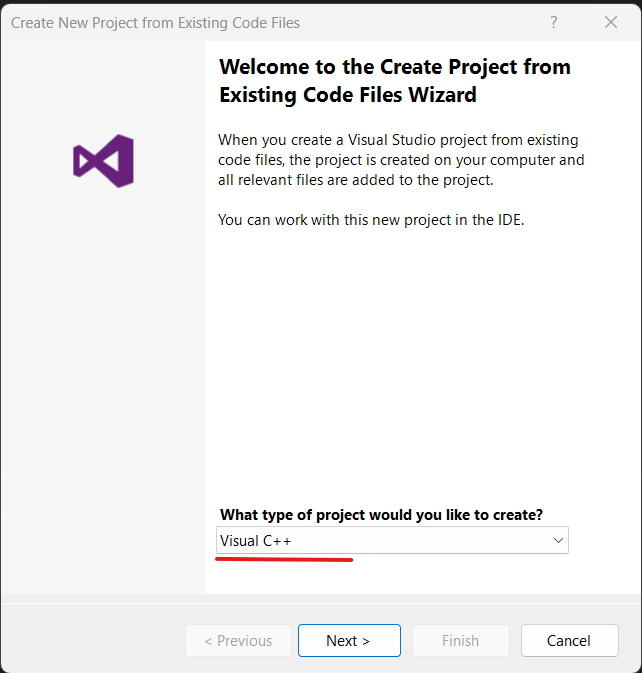 Create New Project from Existing Code Files
?
Welcome to the Create Project from
Existing Code Files Wizard
When you create a Visual Studio project from existing
code files, the project is created on your computer and
all relevant files are added to the project.
You can work with this new project in the IDE.
What type of project would you like to create?
Visual C++
< Previous
Next >
Finish
Cancel